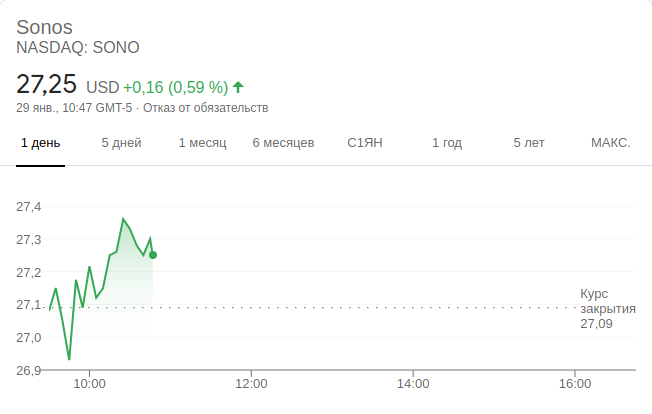 Sonos
NASDAQ: SONO
27,25 USD +0,16 (0,59 %)
29 янв., 10:47 GMT-5 · Отказ от обязательств
1 день 5 дней 1 месяц 6 месяцев С1ЯН 1 год 5 лет МАКС.
27,4
27,3
27,2
27,1
27,0
26,9
Курс
закрытия
27,09
10:00 12:00 14:00 16:00